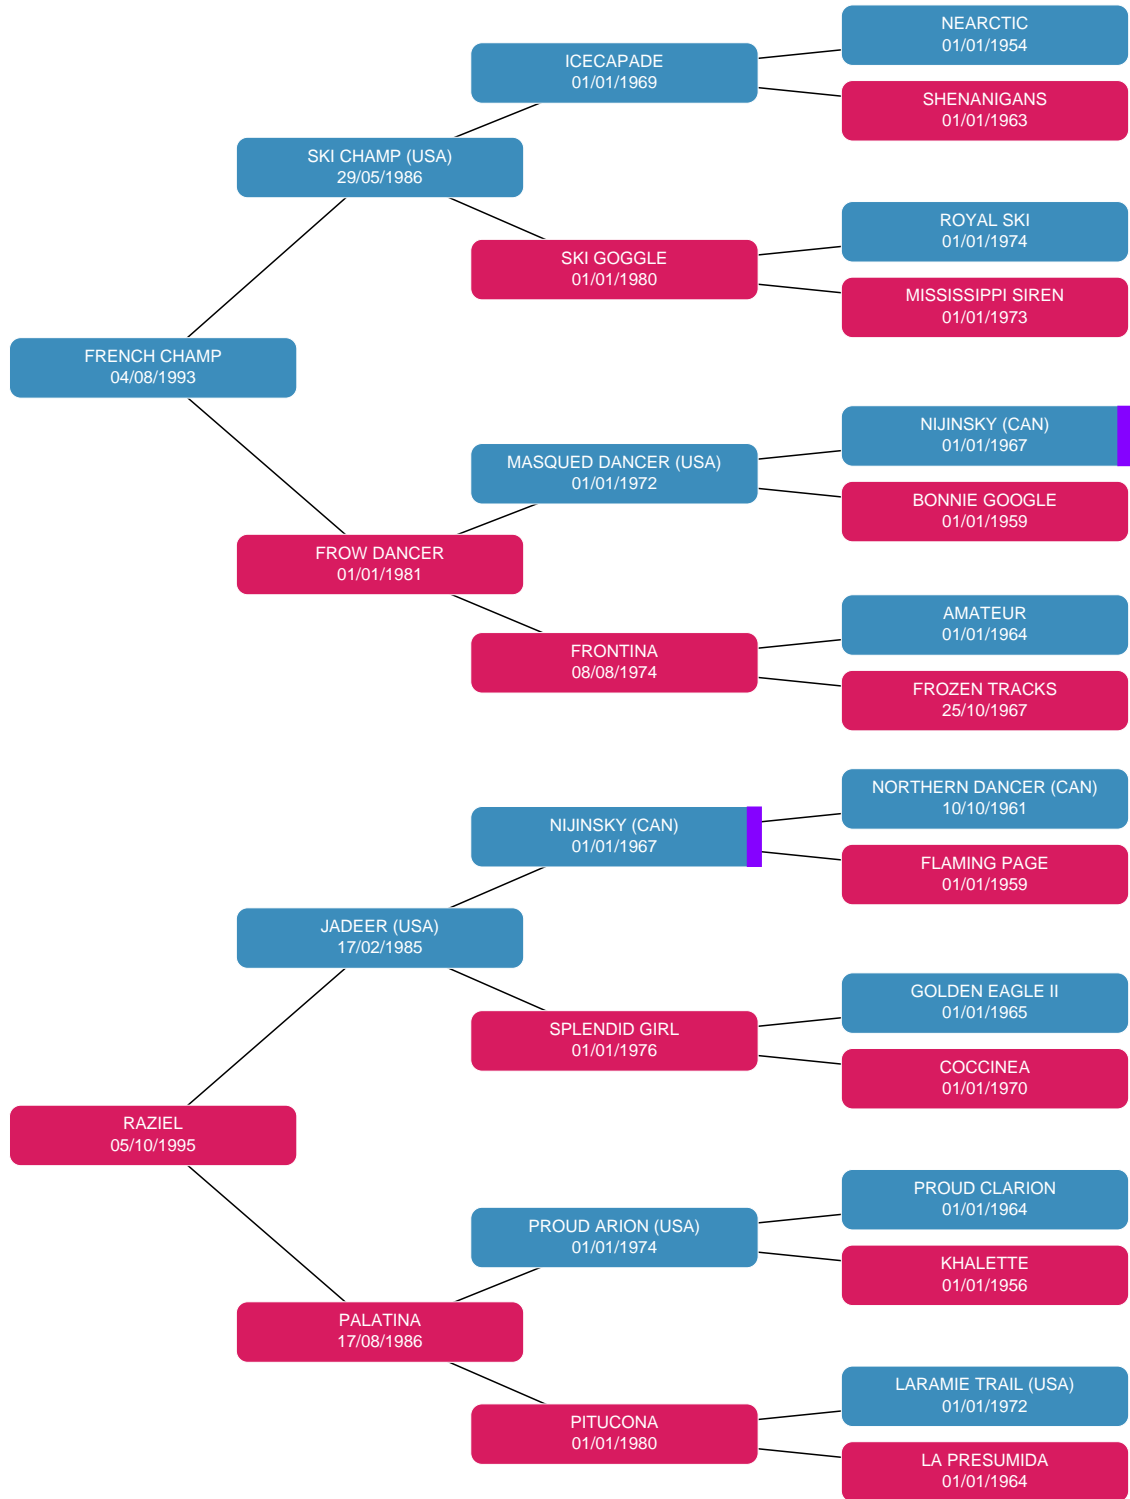 NEARCTIC
01/01/1954
ICECAPADE
01/01/1969
SHENANIGANS
01/01/1963
SKI CHAMP (USA)
29/05/1986
ROYAL SKI
01/01/1974
SKI GOGGLE
01/01/1980
MISSISSIPPI SIREN
01/01/1973
FRENCH CHAMP
04/08/1993
NIJINSKY (CAN)
01/01/1967
MASQUED DANCER (USA)
01/01/1972
BONNIE GOOGLE
01/01/1959
FROW DANCER
01/01/1981
AMATEUR
01/01/1964
FRONTINA
08/08/1974
FROZEN TRACKS
25/10/1967
NORTHERN DANCER (CAN)
10/10/1961
NIJINSKY (CAN)
01/01/1967
FLAMING PAGE
01/01/1959
JADEER (USA)
17/02/1985
GOLDEN EAGLE II
01/01/1965
SPLENDID GIRL
01/01/1976
COCCINEA
01/01/1970
RAZIEL
05/10/1995
PROUD CLARION
01/01/1964
PROUD ARION (USA)
01/01/1974
KHALETTE
01/01/1956
PALATINA
17/08/1986
LARAMIE TRAIL (USA)
01/01/1972
PITUCONA
01/01/1980
LA PRESUMIDA
01/01/1964